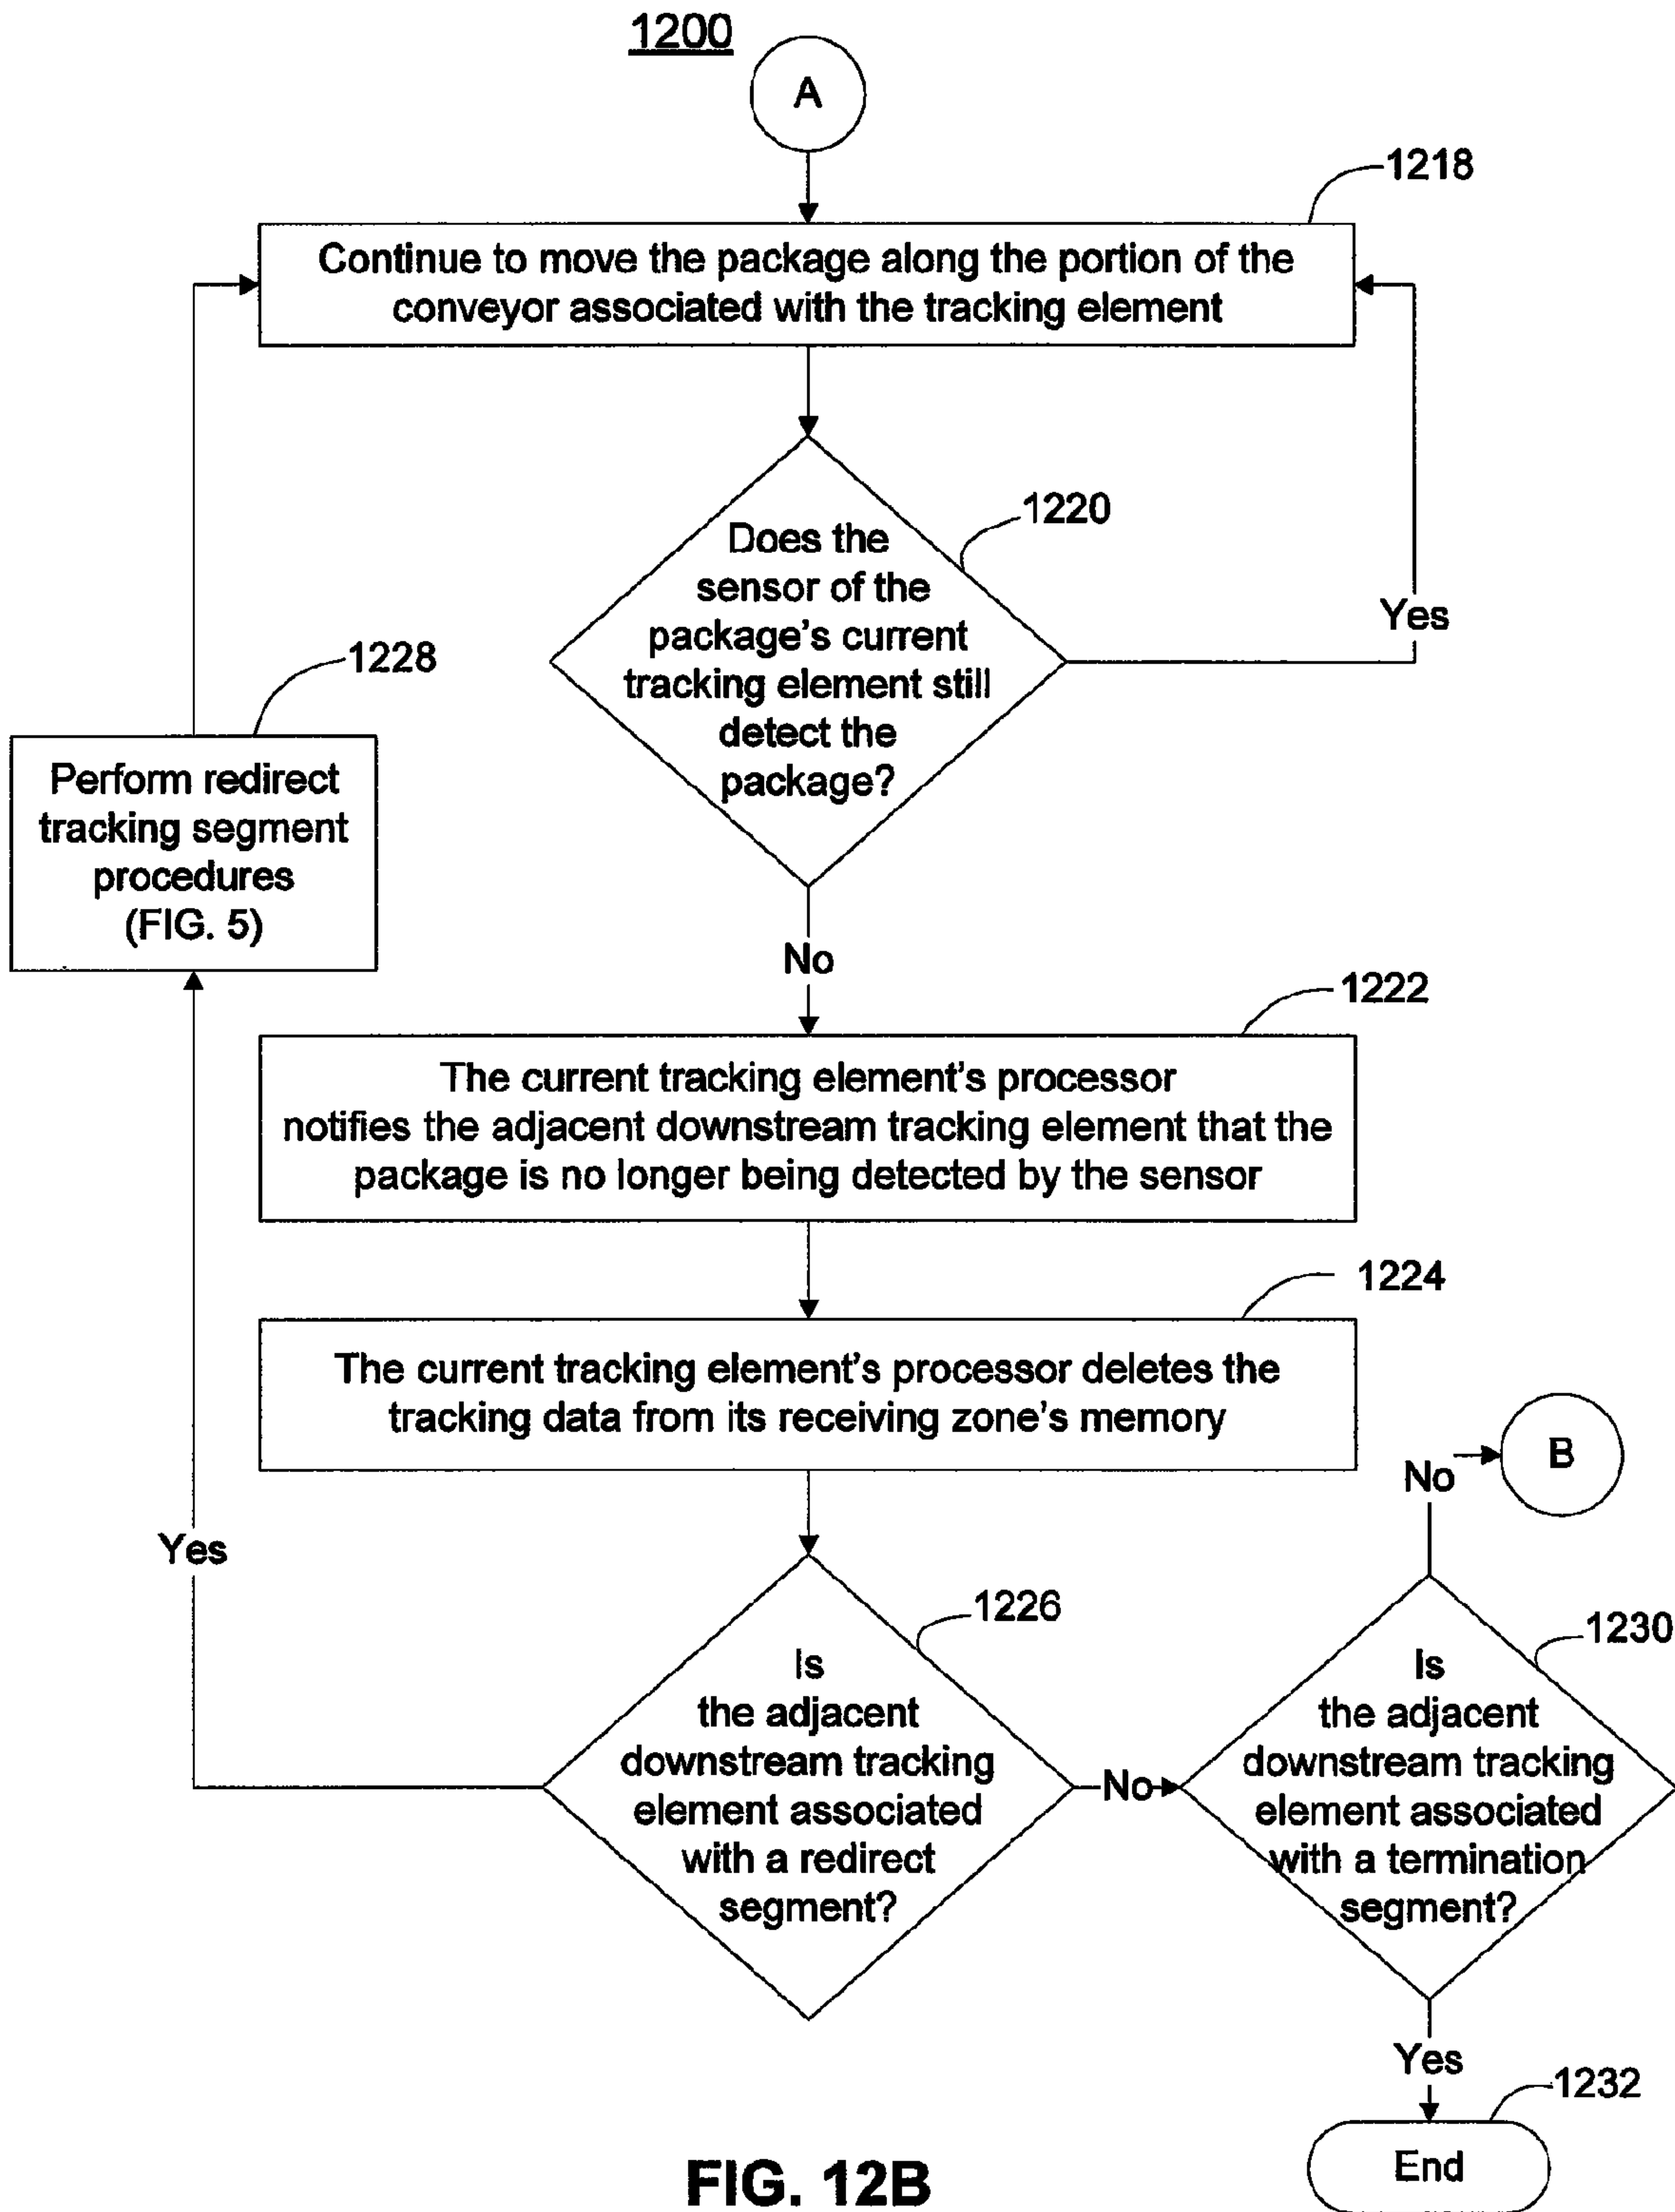 1200
A
1218
Continue to move the package along the portion of the
conveyor associated with the tracking element
1220
Does the
sensor of the
package's current
tracking element still
detect the
package?
Yes
1228
Perform redirect
tracking segment
procedures
(FIG. 5)
No
1222
The current tracking element's processor
notifies the adjacent downstream tracking element that the
package is no longer being detected by the sensor
1224
The current tracking element's processor deletes the
tracking data from its receiving zone's memory
B
No
Yes
1226
Is
the adjacent
downstream tracking
element associated
with a redirect
segment?
No
1230
Is
the adjacent
downstream tracking
element associated
with a termination
segment?
Yes
1232
End
FIG. 12B